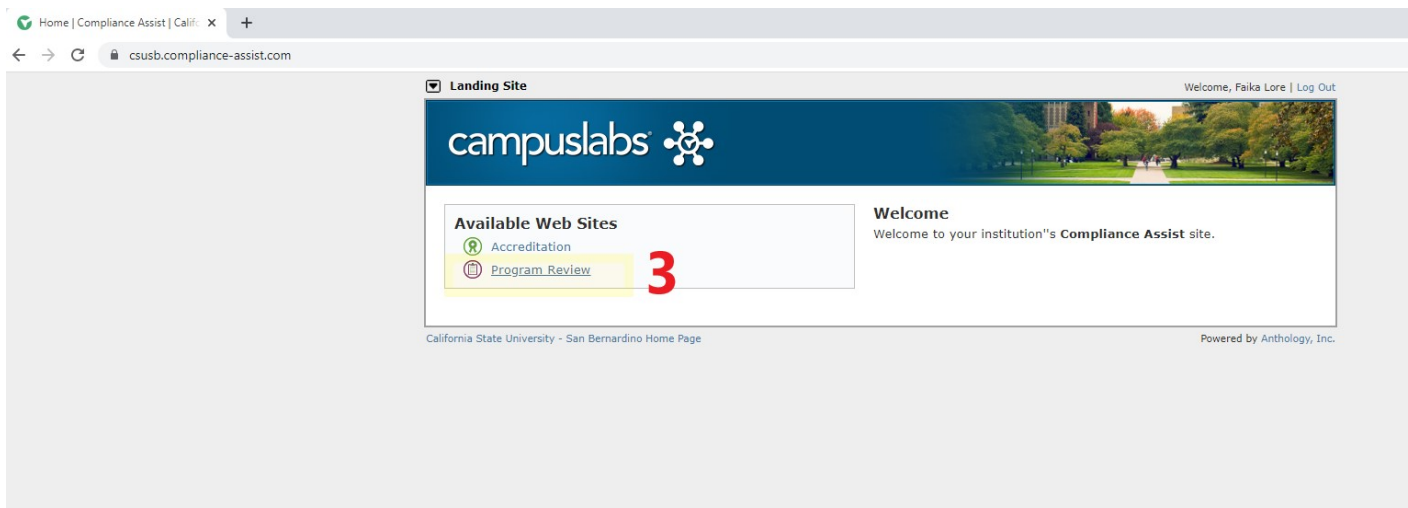 Home | Compliance Assist | Calif
csusb.compliance-assist.com
Landing Site
Welcome, Faika Lore | Log Out
campuslabs
Available Web Sites
Accreditation
Program Review
3
Welcome
Welcome to your institution''s Compliance Assist site.
California State University - San Bernardino Home Page
Powered by Anthology, Inc.